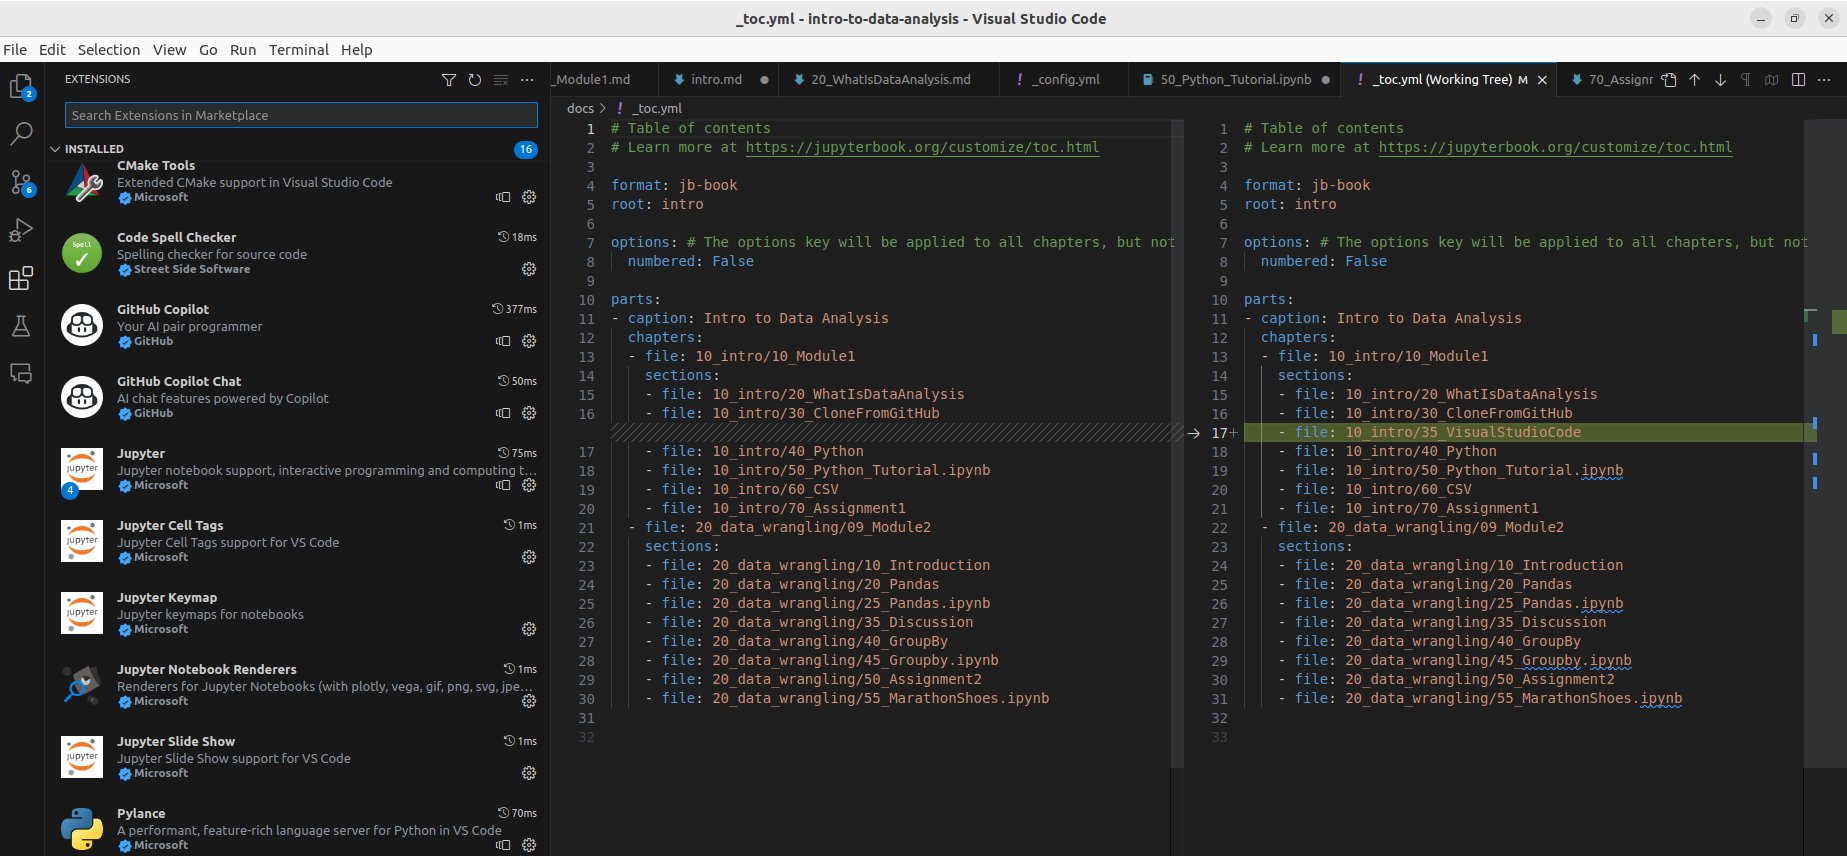 _toc.yml - intro-to-data-analysis - Visual Studio Code
File Edit Selection View Go Run Terminal Help
2
6
EXTENSIONS
Search Extensions in Marketplace
INSTALLED 16
CMake Tools
Extended CMake support in Visual Studio Code
Microsoft
Spell
Code Spell Checker 18ms
Spelling checker for source code
Street Side Software
GitHub Copilot 377ms
Your AI pair programmer
GitHub
GitHub Copilot Chat 50ms
AI chat features powered by Copilot
GitHub
jupyter
4
Jupyter 75ms
Jupyter notebook support, interactive programming and computing t...
Microsoft
jupyter
Jupyter Cell Tags 1ms
Jupyter Cell Tags support for VS Code
Microsoft
jupyter
Jupyter Keymap
Jupyter keymaps for notebooks
Microsoft
Jupyter Notebook Renderers 1ms
Renderers for Jupyter Notebooks (with plotly, vega, gif, png, svg, jpe...
Microsoft
jupyter
Jupyter Slide Show 1ms
Jupyter Slide Show support for VS Code
Microsoft
Pylance 70ms
A performant, feature-rich language server for Python in VS Code
Microsoft
_Module1.md intro.md 20_WhatIsDataAnalysis.md ! _config.yml 50_Python_Tutorial.ipynb ! _toc.yml (Working Tree) M 70_Assignr
docs > ! _toc.yml
1 # Table of contents
2 # Learn more at https://jupyterbook.org/customize/toc.html
3
4 format: jb-book
5 root: intro
6
7 options: # The options key will be applied to all chapters, but not
8 numbered: False
9
10 parts:
11 - caption: Intro to Data Analysis
12 chapters:
13 - file: 10_intro/10_Module1
14 sections:
15 - file: 10_intro/20_WhatIsDataAnalysis
16 - file: 10_intro/30_CloneFromGitHub
17 - file: 10_intro/40_Python
18 - file: 10_intro/50_Python_Tutorial.ipynb
19 - file: 10_intro/60_CSV
20 - file: 10_intro/70_Assignment1
21 - file: 20_data_wrangling/09_Module2
22 sections:
23 - file: 20_data_wrangling/10_Introduction
24 - file: 20_data_wrangling/20_Pandas
25 - file: 20_data_wrangling/25_Pandas.ipynb
26 - file: 20_data_wrangling/35_Discussion
27 - file: 20_data_wrangling/40_GroupBy
28 - file: 20_data_wrangling/45_Groupby.ipynb
29 - file: 20_data_wrangling/50_Assignment2
30 - file: 20_data_wrangling/55_MarathonShoes.ipynb
31
32
1 # Table of contents
2 # Learn more at https://jupyterbook.org/customize/toc.html
3
4 format: jb-book
5 root: intro
6
7 options: # The options key will be applied to all chapters, but not
8 numbered: False
9
10 parts:
11 - caption: Intro to Data Analysis
12 chapters:
13 - file: 10_intro/10_Module1
14 sections:
15 - file: 10_intro/20_WhatIsDataAnalysis
16 - file: 10_intro/30_CloneFromGitHub
17+ - file: 10_intro/35_VisualStudioCode
18 - file: 10_intro/40_Python
19 - file: 10_intro/50_Python_Tutorial.ipynb
20 - file: 10_intro/60_CSV
21 - file: 10_intro/70_Assignment1
22 - file: 20_data_wrangling/09_Module2
23 sections:
24 - file: 20_data_wrangling/10_Introduction
25 - file: 20_data_wrangling/20_Pandas
26 - file: 20_data_wrangling/25_Pandas.ipynb
27 - file: 20_data_wrangling/35_Discussion
28 - file: 20_data_wrangling/40_GroupBy
29 - file: 20_data_wrangling/45_Groupby.ipynb
30 - file: 20_data_wrangling/50_Assignment2
31 - file: 20_data_wrangling/55_MarathonShoes.ipynb
32
33